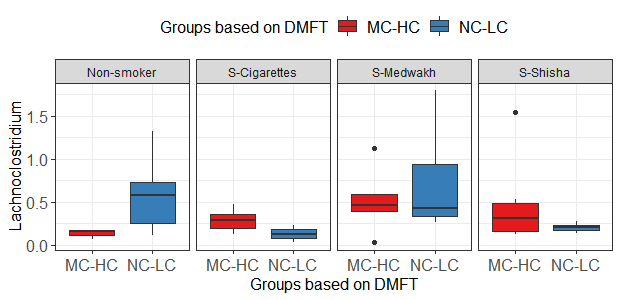 Groups based on DMFT MC-HC NC-LC
Non-smoker S-Cigarettes S-Medwakh S-Shisha
Lachnoclostridium
1.5
1.0
0.5
0.0
MC-HC NC-LC MC-HC NC-LC MC-HC NC-LC MC-HC NC-LC
Groups based on DMFT